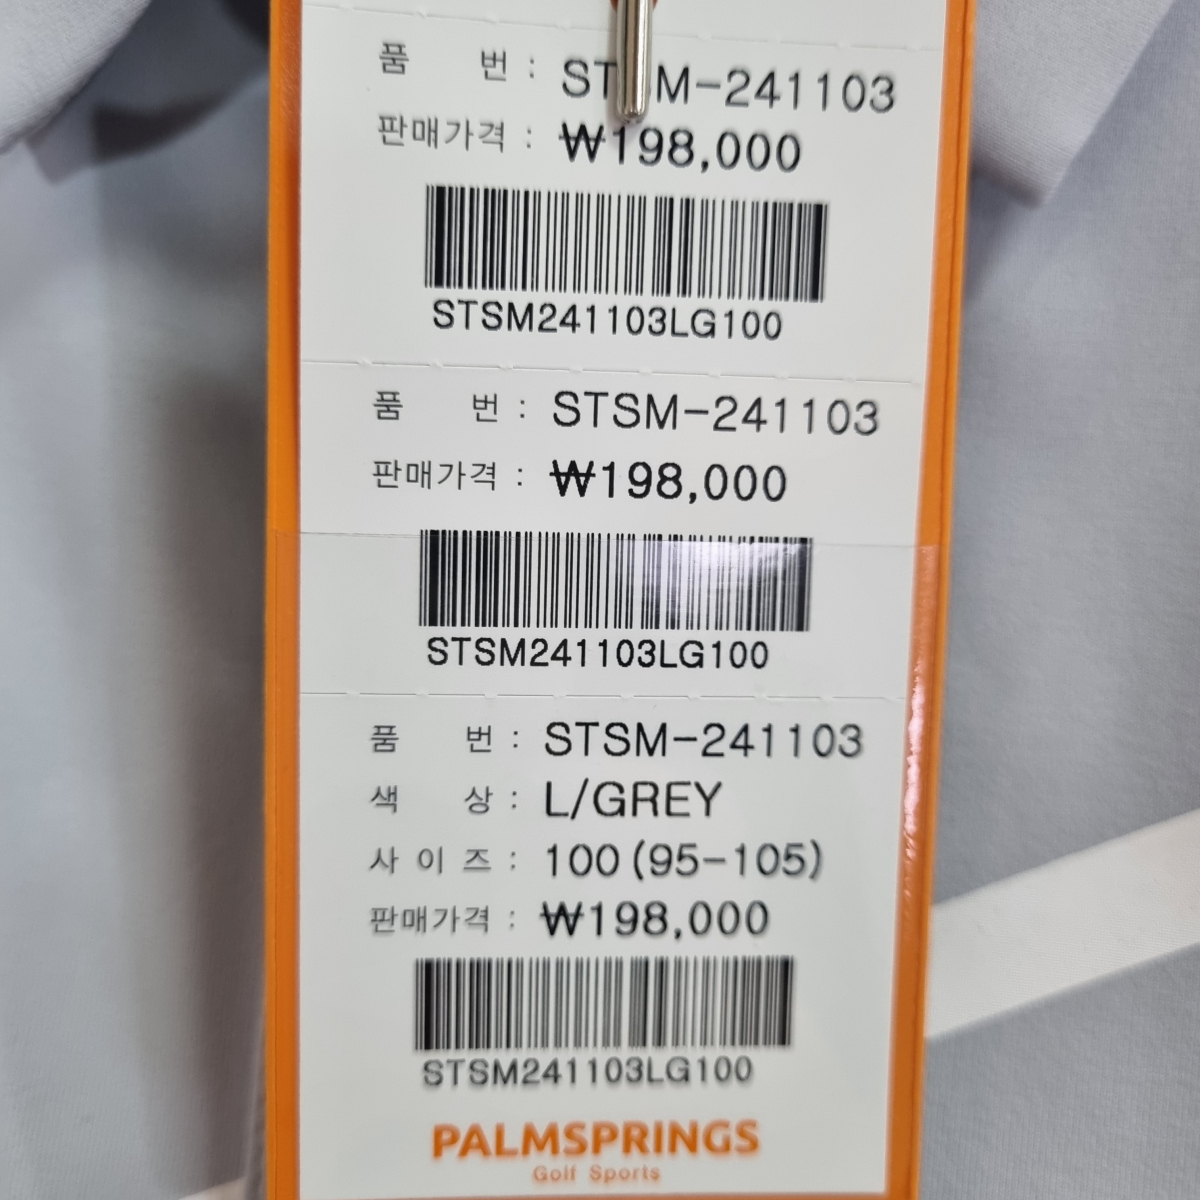 품 번 : STSM-241103
판매가격 : ₩198,000
STSM241103LG100
품 번 : STSM-241103
판매가격 : ₩198,000
STSM241103LG100
품 번 : STSM-241103
색 상 : L/GREY
사 이 즈 : 100 (95-105)
판매가격 : ₩198,000
STSM241103LG100
PALMSPRINGS
Golf Sports